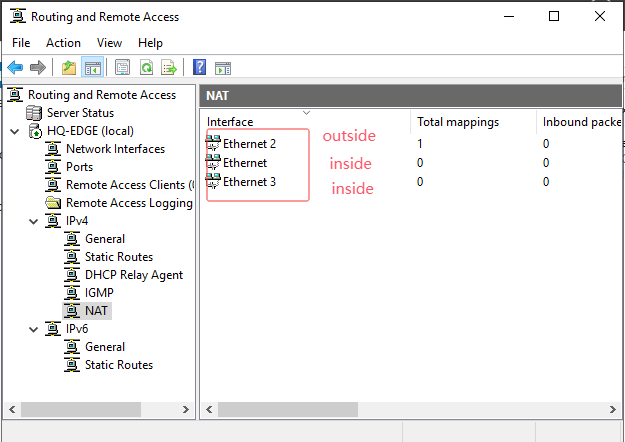 Routing and Remote Access
File Action View Help
Routing and Remote Access
Server Status
HQ-EDGE (local)
Network Interfaces
Ports
Remote Access Clients (
Remote Access Logging
IPv4
General
Static Routes
DHCP Relay Agent
IGMP
NAT
IPv6
General
Static Routes
NAT
Interface Total mappings Inbound packe
Ethernet 2 outside 1 0
Ethernet inside 0 0
Ethernet 3 inside 0 0